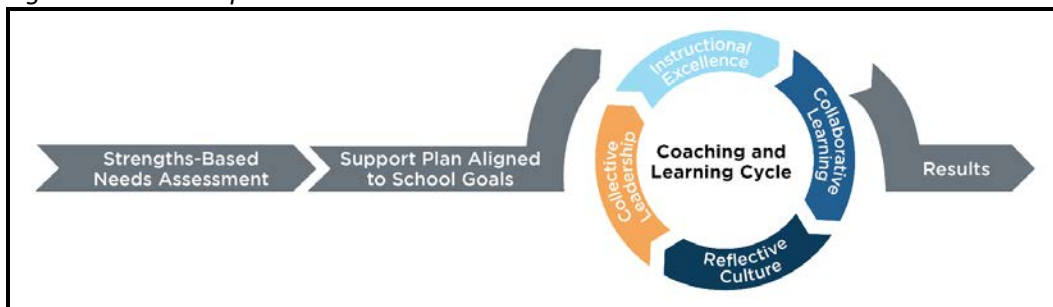 Strengths-Based
Needs Assessment
Support Plan Aligned
to School Goals
Instructional
Excellence
Collaborative
Learning
Reflective
Culture
Collective
Leadership
Coaching and
Learning Cycle
Results